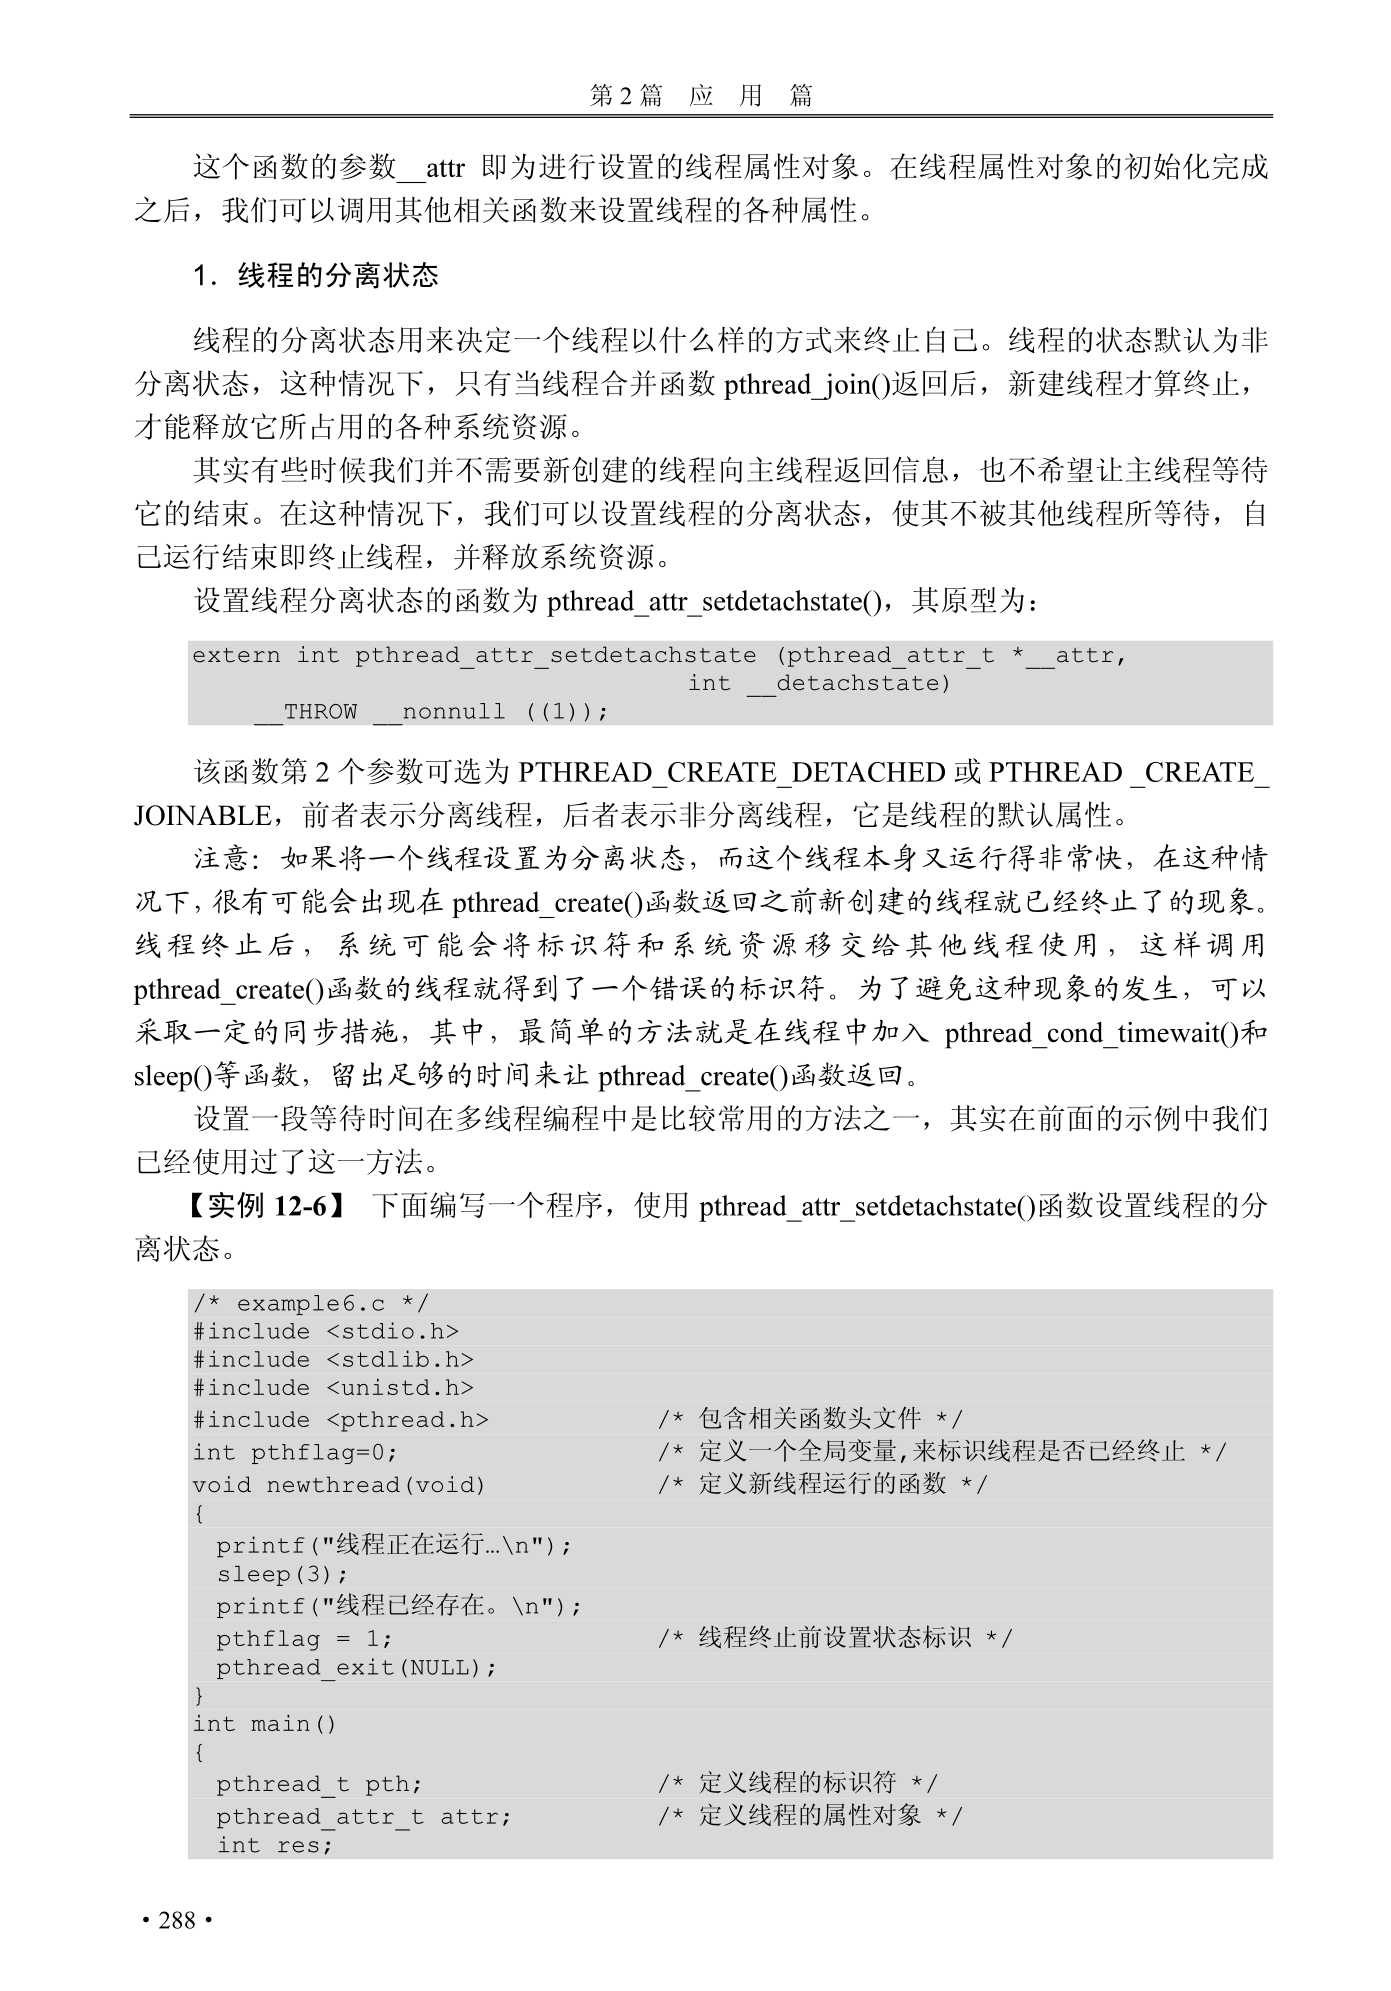 第 2 篇　应　用　篇
这个函数的参数__attr 即为进行设置的线程属性对象。在线程属性对象的初始化完成
之后，我们可以调用其他相关函数来设置线程的各种属性。
1．线程的分离状态
线程的分离状态用来决定一个线程以什么样的方式来终止自己。线程的状态默认为非
分离状态，这种情况下，只有当线程合并函数 pthread_join()返回后，新建线程才算终止，
才能释放它所占用的各种系统资源。
其实有些时候我们并不需要新创建的线程向主线程返回信息，也不希望让主线程等待
它的结束。在这种情况下，我们可以设置线程的分离状态，使其不被其他线程所等待，自
己运行结束即终止线程，并释放系统资源。
设置线程分离状态的函数为 pthread_attr_setdetachstate()，其原型为：
extern int pthread_attr_setdetachstate (pthread_attr_t *__attr,
int __detachstate)
__THROW __nonnull ((1));
该函数第 2 个参数可选为 PTHREAD_CREATE_DETACHED 或 PTHREAD _CREATE_
JOINABLE，前者表示分离线程，后者表示非分离线程，它是线程的默认属性。
注意：如果将一个线程设置为分离状态，而这个线程本身又运行得非常快，在这种情
况下，很有可能会出现在 pthread_create()函数返回之前新创建的线程就已经终止了的现象。
线程终止后，系统可能会将标识符和系统资源移交给其他线程使用，这样调用
pthread_create()函数的线程就得到了一个错误的标识符。为了避免这种现象的发生，可以
采取一定的同步措施，其中，最简单的方法就是在线程中加入 pthread_cond_timewait()和
sleep()等函数，留出足够的时间来让 pthread_create()函数返回。
设置一段等待时间在多线程编程中是比较常用的方法之一，其实在前面的示例中我们
已经使用过了这一方法。
【实例 12-6】 下面编写一个程序，使用 pthread_attr_setdetachstate()函数设置线程的分
离状态。
/* example6.c */
#include <stdio.h>
#include <stdlib.h>
#include <unistd.h>
#include <pthread.h> /* 包含相关函数头文件 */
int pthflag=0; /* 定义一个全局变量,来标识线程是否已经终止 */
void newthread(void) /* 定义新线程运行的函数 */
{
printf("线程正在运行…\n");
sleep(3);
printf("线程已经存在。\n");
pthflag = 1; /* 线程终止前设置状态标识 */
pthread_exit(NULL);
}
int main()
{
pthread_t pth; /* 定义线程的标识符 */
pthread_attr_t attr; /* 定义线程的属性对象 */
int res;
·288·